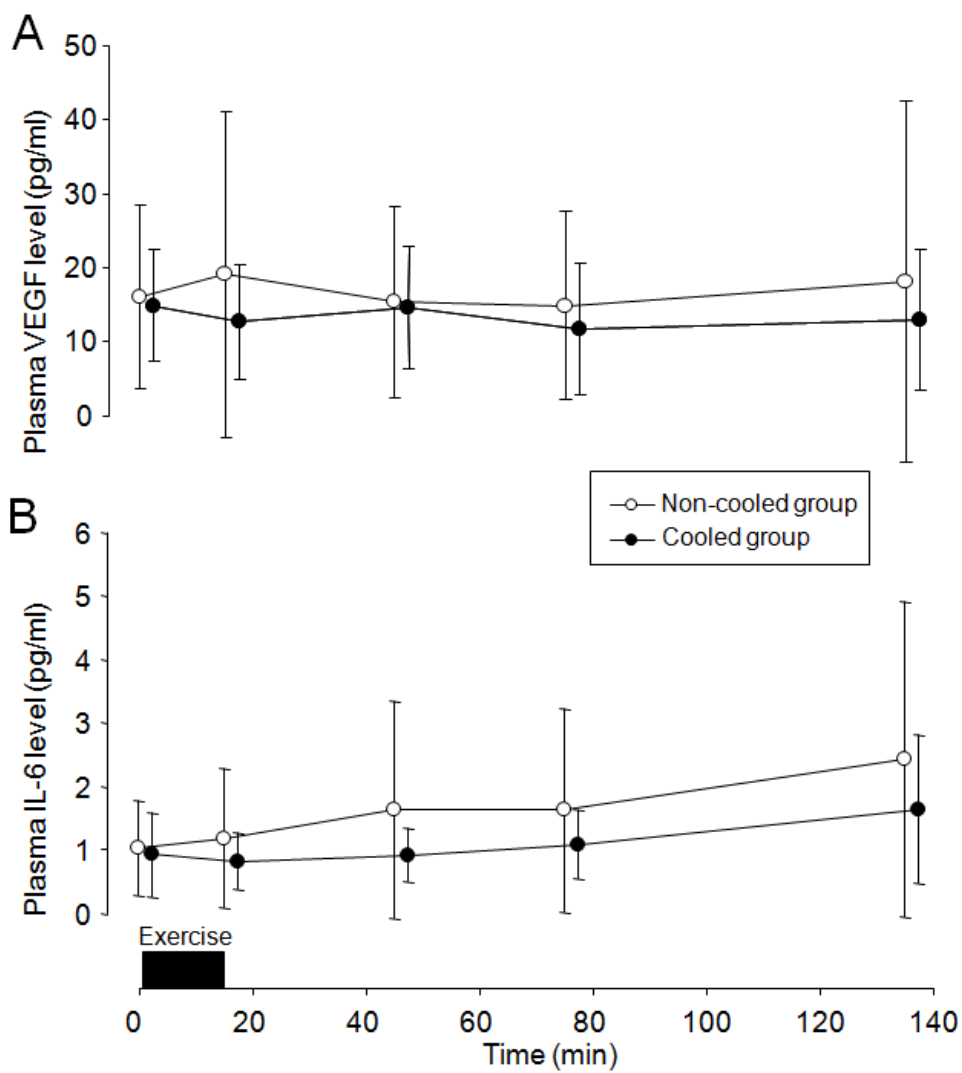 A
Plasma VEGF level (pg/ml)
50
40
30
20
10
0
Non-cooled group
Cooled group
B
Plasma IL-6 level (pg/ml)
6
5
4
3
2
1
0
Exercise
0 20 40 60 80 100 120 140
Time (min)